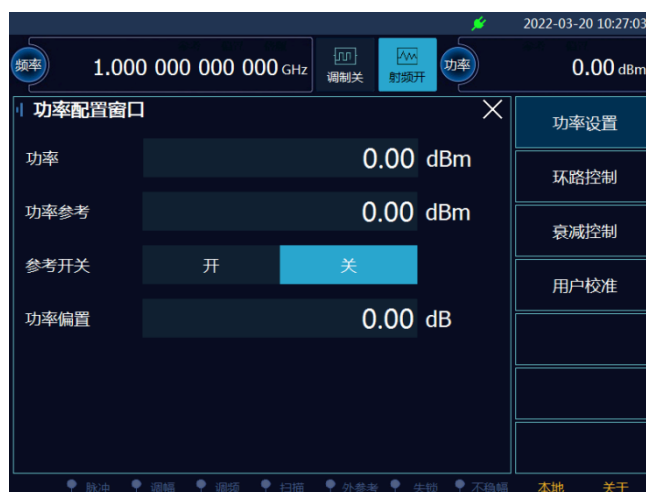 2022-03-20 10:27:03
频率 1.000 000 000 000 GHz 调制关 射频开 功率 0.00 dBm
功率配置窗口
功率设置
功率 0.00 dBm
环路控制
功率参考 0.00 dBm
衰减控制
参考开关 开 关
用户校准
功率偏置 0.00 dB
脉冲 调幅 调频 扫描 外参考 失锁 不稳幅 本地 关于